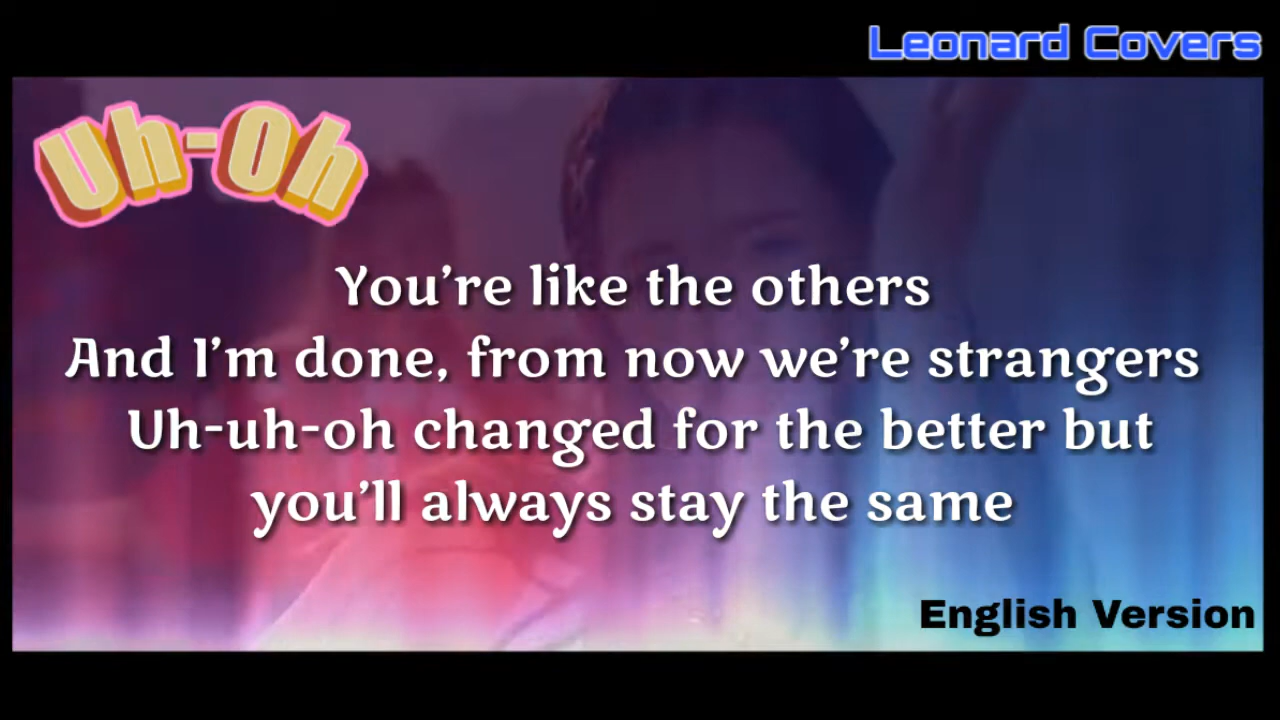 Leonard Covers
Uh-Oh
You're like the others
And I'm done, from now we're strangers
Uh-uh-oh changed for the better but
you'll always stay the same
English Version